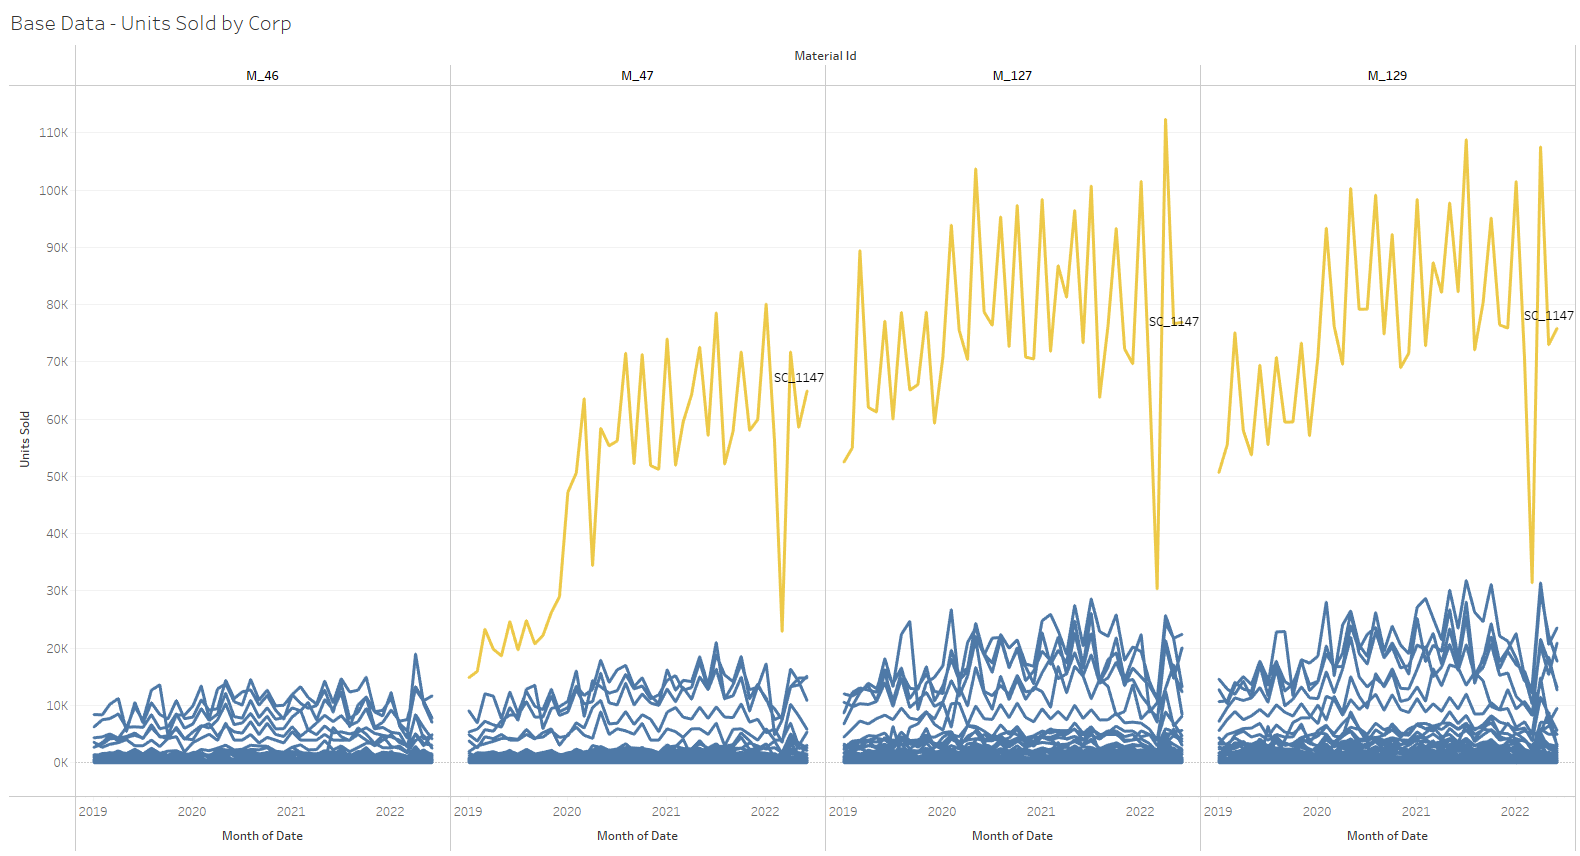 Base Data - Units Sold by Corp
Material Id
M_46 M_47 M_127 M_129
Units Sold
110K
100K
90K
80K
70K
60K
50K
40K
30K
20K
10K
0K
SC_1147
SC_1147
SC_1147
2019 2020 2021 2022 2019 2020 2021 2022 2019 2020 2021 2022 2019 2020 2021 2022
Month of Date Month of Date Month of Date Month of Date